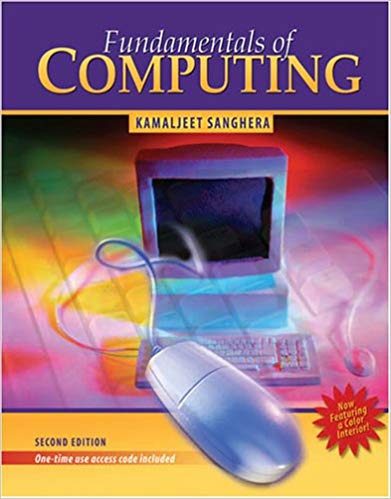 Fundamentals of
COMPUTING
KAMALJEET SANGHERA
Now
Featuring
a Color
Interior!
SECOND EDITION
One-time use access code included